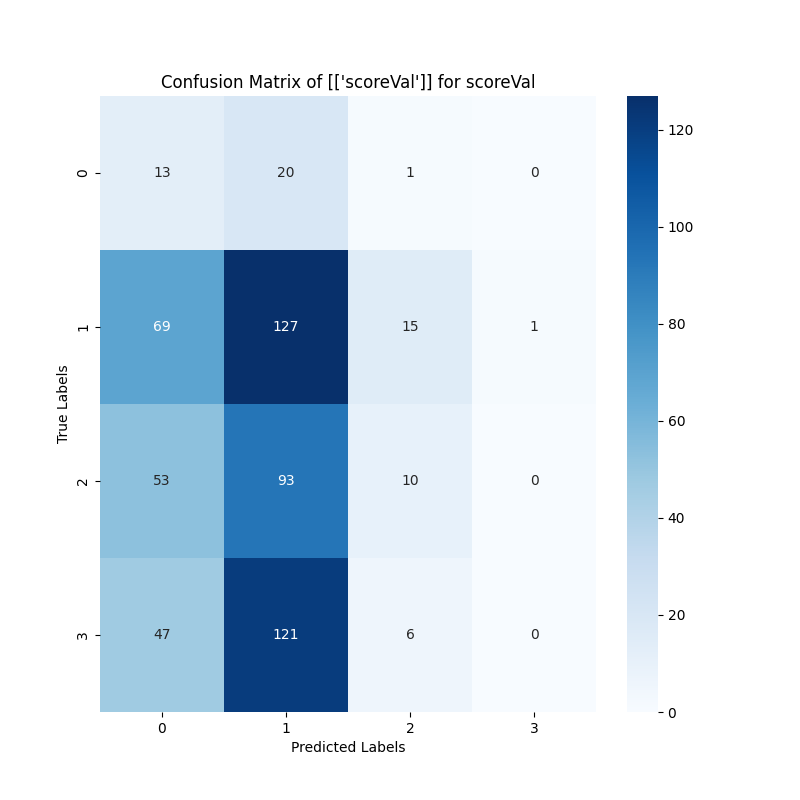 Confusion Matrix of [['scoreVal']] for scoreVal
0 13 20 1 0
1 69 127 15 1
2 53 93 10 0
3 47 121 6 0
0 1 2 3
Predicted Labels
True Labels
120
100
80
60
40
20
0